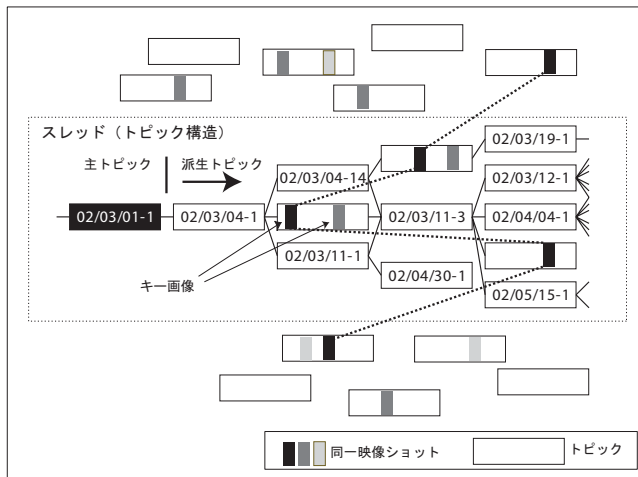 スレッド（トピック構造）
主トピック
派生トピック
02/03/19-1
02/03/04-14
02/03/12-1
02/03/01-1
02/03/04-1
02/03/11-3
02/04/04-1
02/03/11-1
キー画像
02/04/30-1
02/05/15-1
同一映像ショット
トピック